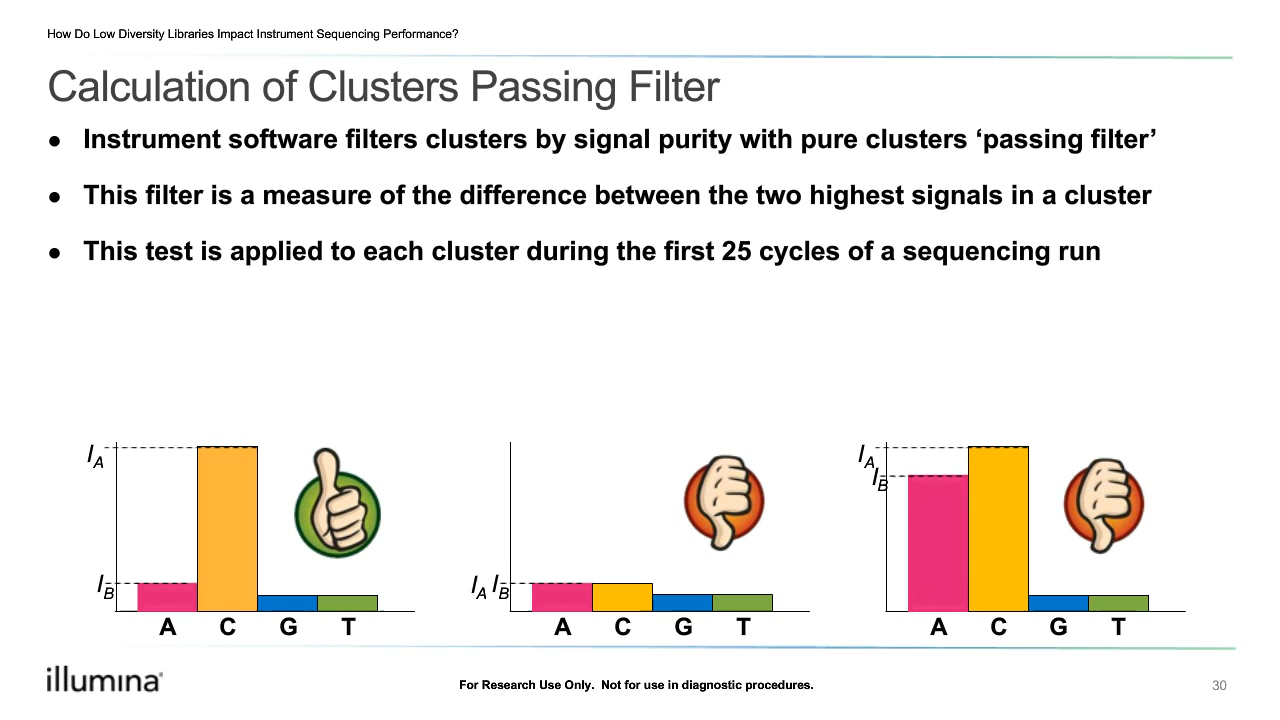 How Do Low Diversity Libraries Impact Instrument Sequencing Performance?
Calculation of Clusters Passing Filter
● Instrument software filters clusters by signal purity with pure clusters ‘passing filter’
● This filter is a measure of the difference between the two highest signals in a cluster
● This test is applied to each cluster during the first 25 cycles of a sequencing run
IA
IB
A C G T
IA IB
A C G T
IA
IB
A C G T
illumina®
For Research Use Only. Not for use in diagnostic procedures.
30